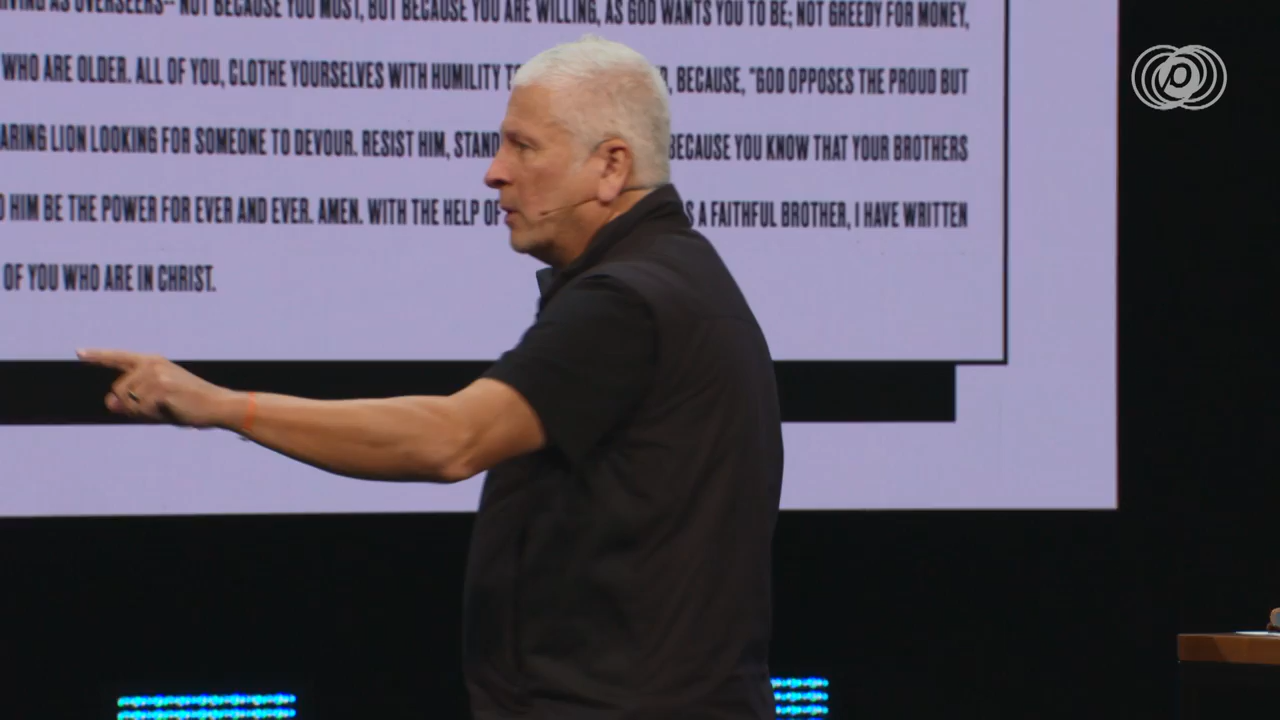 AS OVERSEERS-- NOT BECAUSE YOU MUST, BUT BECAUSE YOU ARE WILLING, AS GOD WANTS YOU TO BE; NOT GREEDY FOR MONEY,
WHO ARE OLDER. ALL OF YOU, CLOTHE YOURSELVES WITH HUMILITY BECAUSE, "GOD OPPOSES THE PROUD BUT
LION LOOKING FOR SOMEONE TO DEVOUR. RESIST HIM, BECAUSE YOU KNOW THAT YOUR BROTHERS
HIM BE THE POWER FOR EVER AND EVER. AMEN. WITH THE HELP OF A FAITHFUL BROTHER, I HAVE WRITTEN
OF YOU WHO ARE IN CHRIST.